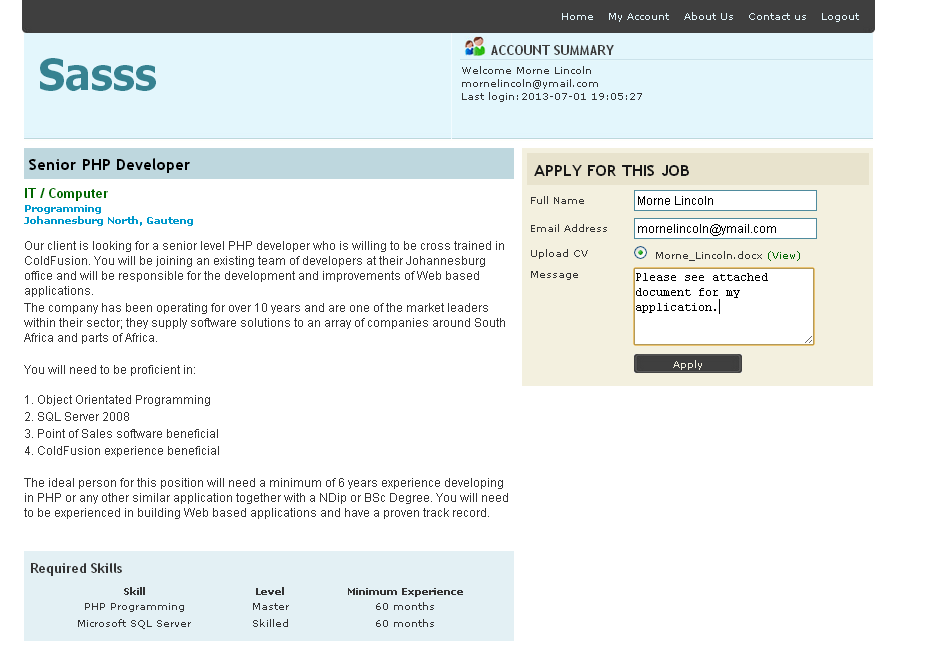 Home My Account About Us Contact us Logout
Sasss
ACCOUNT SUMMARY
Welcome Morne Lincoln
mornelincoln@ymail.com
Last login: 2013-07-01 19:05:27
Senior PHP Developer
IT / Computer
Programming
Johannesburg North, Gauteng
Our client is looking for a senior level PHP developer who is willing to be cross trained in
ColdFusion. You will be joining an existing team of developers at their Johannesburg
office and will be responsible for the development and improvements of Web based
applications.
The company has been operating for over 10 years and are one of the market leaders
within their sector; they supply software solutions to an array of companies around South
Africa and parts of Africa.
You will need to be proficient in:
1. Object Orientated Programming
2. SQL Server 2008
3. Point of Sales software beneficial
4. ColdFusion experience beneficial
The ideal person for this position will need a minimum of 6 years experience developing
in PHP or any other similar application together with a NDip or BSc Degree. You will need
to be experienced in building Web based applications and have a proven track record.
Required Skills
Skill Level Minimum Experience
PHP Programming Master 60 months
Microsoft SQL Server Skilled 60 months
APPLY FOR THIS JOB
Full Name Morne Lincoln
Email Address mornelincoln@ymail.com
Upload CV Morne_Lincoln.docx (View)
Message Please see attached
document for my
application.
Apply